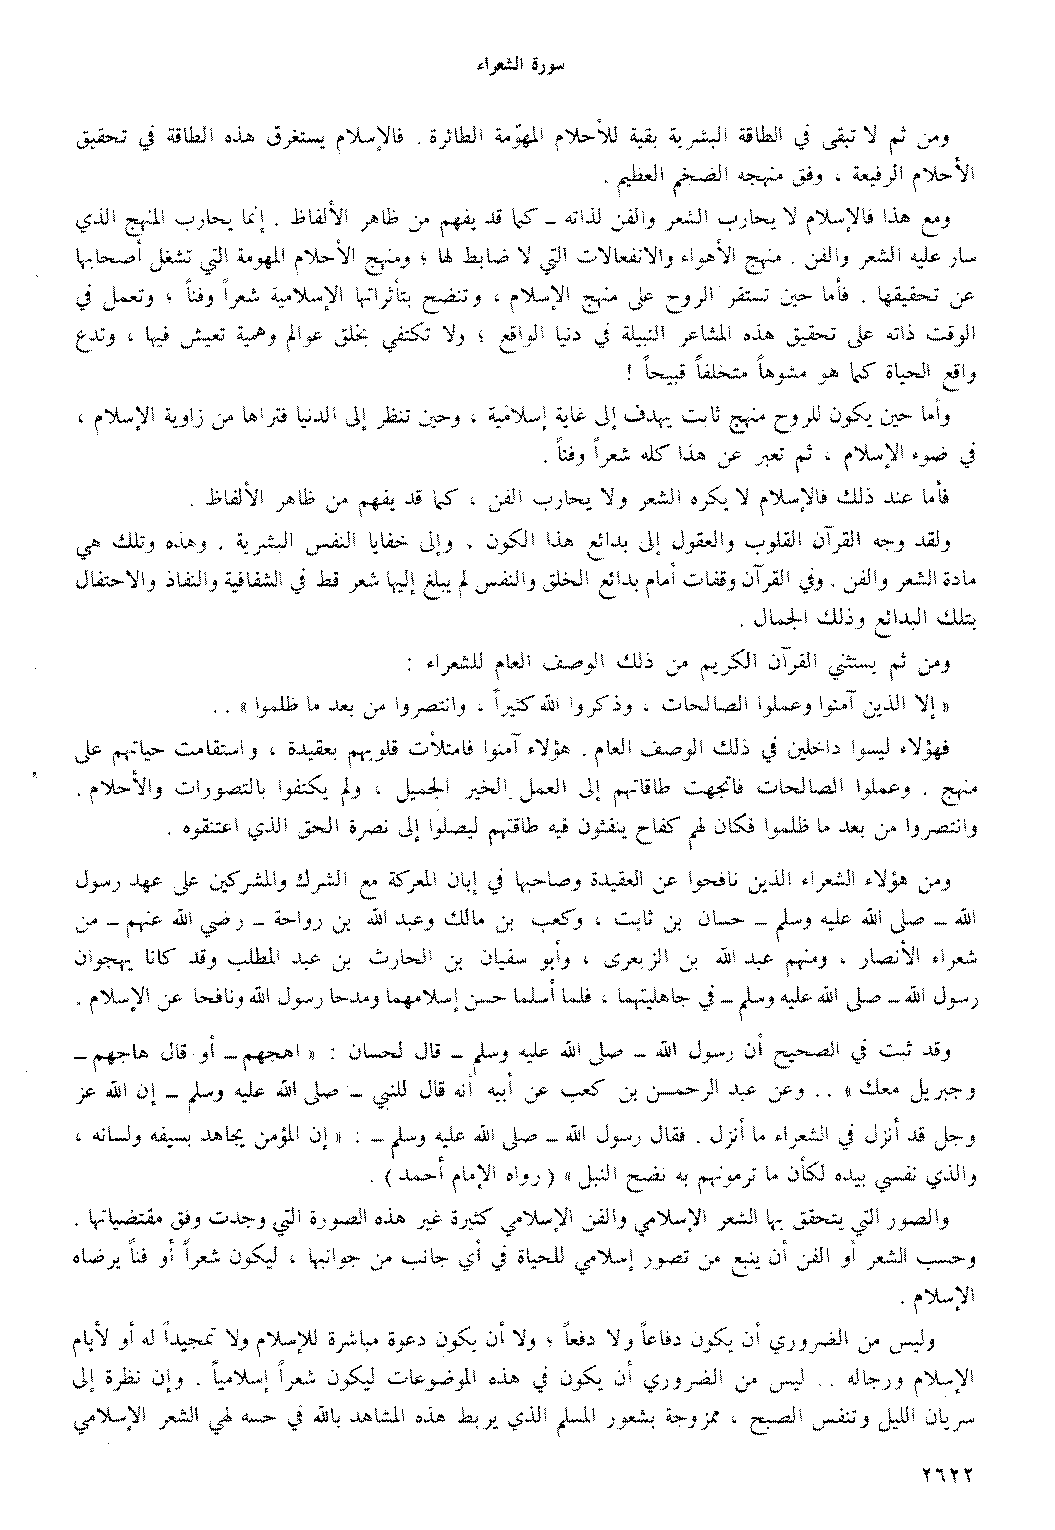 سورة الشعراء
ومن ثم لا تبقى في الطاقة البشرية بقية للأحلام المهوّمة الطائرة . فالإسلام يستغرق هذه الطاقة في تحقيق
الأحلام الرفيعة ، وفق منهجه الضخم العظيم .
ومع هذا فالإسلام لا يحارب الشعر والفن لذاته – كما قد يفهم من ظاهر الألفاظ . إنما يحارب المنهج الذي
سار عليه الشعر والفن . منهج الأهواء والانفعالات التي لا ضابط لها ؛ ومنهج الأحلام المهومة التي تشغل أصحابها
عن تحقيقها . فأما حين تستقر الروح على منهج الإسلام ، وتنضح بتأثراتها الإسلامية شعراً وفناً ؛ وتعمل في
الوقت ذاته على تحقيق هذه المشاعر النبيلة في دنيا الواقع ؛ ولا تكتفي بخلق عوالم وهمية تعيش فيها ، وتدع
واقع الحياة كما هو مشوهاً متخلفاً قبيحاً !
وأما حين يكون للروح منهج ثابت يهدف إلى غاية إسلامية ، وحين تنظر إلى الدنيا فتراها من زاوية الإسلام ،
في ضوء الإسلام ، ثم تعبر عن هذا كله شعراً وفناً .
فأما عند ذلك فالإسلام لا يكره الشعر ولا يحارب الفن ، كما قد يفهم من ظاهر الألفاظ .
ولقد وجه القرآن القلوب والعقول إلى بدائع هذا الكون . وإلى خفايا النفس البشرية . وهذه وتلك هي
مادة الشعر والفن . وفي القرآن وقفات أمام بدائع الخلق والنفس لم يبلغ إليها شعر قط في الشفافية والنفاذ والاحتفال
بتلك البدائع وذلك الجمال .
ومن ثم يستثني القرآن الكريم من ذلك الوصف العام للشعراء :
« إلا الذين آمنوا وعملوا الصالحات ، وذكروا الله كثيراً ، وانتصروا من بعد ما ظلموا » . .
فهؤلاء ليسوا داخلين في ذلك الوصف العام . هؤلاء آمنوا فامتلأت قلوبهم بعقيدة ، واستقامت حياتهم على
منهج . وعملوا الصالحات فاتجهت طاقاتهم إلى العمل الخير الجميل ، ولم يكتفوا بالتصورات والأحلام .
وانتصروا من بعد ما ظلموا فكان لهم كفاح ينفثون فيه طاقتهم ليصلوا إلى نصرة الحق الذي اعتنقوه .
ومن هؤلاء الشعراء الذين نافحوا عن العقيدة وصاحبها في إبان المعركة مع الشرك والمشركين على عهد رسول
الله – صلى الله عليه وسلم – حسان بن ثابت ، وكعب بن مالك وعبد الله بن رواحة – رضي الله عنهم – من
شعراء الأنصار ، ومنهم عبد الله بن الزبعرى ، وأبو سفيان بن الحارث بن عبد المطلب وقد كانا يهجوان
رسول الله – صلى الله عليه وسلم – في جاهليتهما ، فلما أسلما حسن إسلامهما ومدحا رسول الله ونافحا عن الإسلام .
وقد ثبت في الصحيح أن رسول الله – صلى الله عليه وسلم – قال لحسان : « اهجهم – أو قال هاجهم –
وجبريل معك » . . وعن عبد الرحمن بن كعب عن أبيه أنه قال للنبي – صلى الله عليه وسلم – إن الله عز
وجل قد أنزل في الشعراء ما أنزل . فقال رسول الله – صلى الله عليه وسلم – : « إن المؤمن يجاهد بسيفه ولسانه ،
والذي نفسي بيده لكأن ما ترمونهم به نضح النبل » ( رواه الإمام أحمد ) .
والصور التي يتحقق بها الشعر الإسلامي والفن الإسلامي كثيرة غير هذه الصورة التي وجدت وفق مقتضياتها .
وحسب الشعر أو الفن أن ينبع من تصور إسلامي للحياة في أي جانب من جوانبها ، ليكون شعراً أو فناً يرضاه
الإسلام .
وليس من الضروري أن يكون دفاعاً ولا دفعاً ؛ ولا أن يكون دعوة مباشرة للإسلام ولا تمجيداً له أو لأيام
الإسلام ورجاله . . ليس من الضروري أن يكون في هذه الموضوعات ليكون شعراً إسلامياً . وإن نظرة إلى
سريان الليل وتنفس الصبح ، ممزوجة بشعور المسلم الذي يربط هذه المشاهد بالله في حسه لهي الشعر الإسلامي
٢٦٢٢